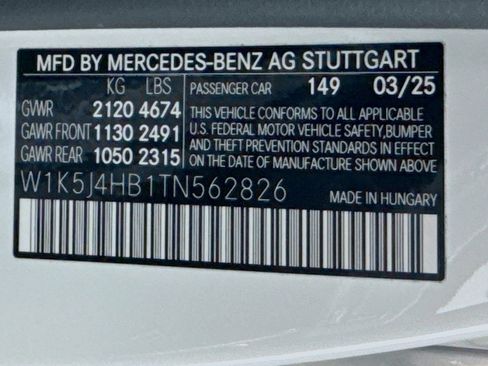 MFD BY MERCEDES-BENZ AG STUTTGART
KG LBS
GVWR 2120 4674
GAWR FRONT 1130 2491
GAWR REAR 1050 2315
PASSENGER CAR 149 03/25
THIS VEHICLE CONFORMS TO ALL APPLICABLE
U.S. FEDERAL MOTOR VEHICLE SAFETY,BUMPER
AND THEFT PREVENTION STANDARDS IN EFFECT
ON THE DATE OF MANUFACTURE SHOWN ABOVE
W1K5J4HB1TN562826
MADE IN HUNGARY